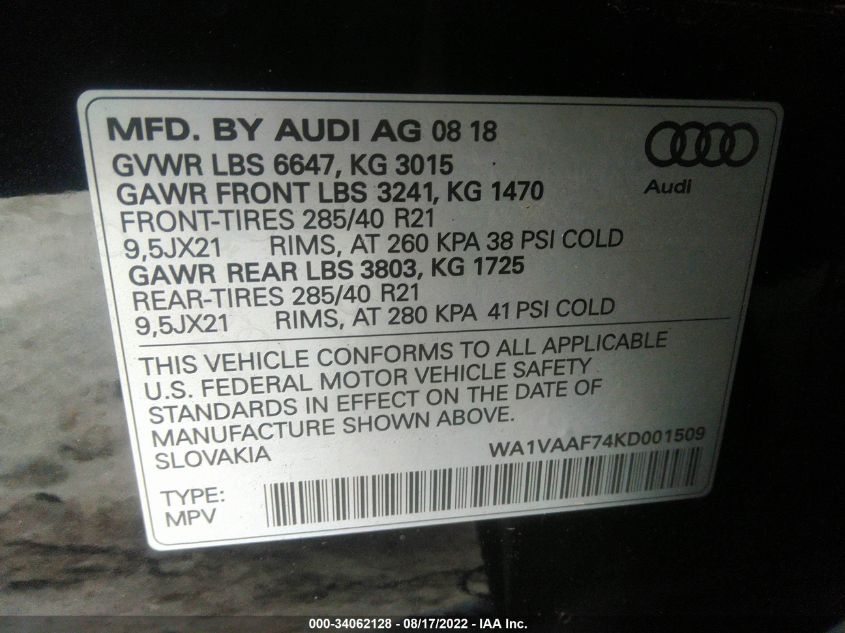 MFD. BY AUDI AG 08 18
GVWR LBS 6647, KG 3015
GAWR FRONT LBS 3241, KG 1470
FRONT-TIRES 285/40 R21
9,5JX21 RIMS, AT 260 KPA 38 PSI COLD
GAWR REAR LBS 3803, KG 1725
REAR-TIRES 285/40 R21
9,5JX21 RIMS, AT 280 KPA 41 PSI COLD
Audi
THIS VEHICLE CONFORMS TO ALL APPLICABLE
U.S. FEDERAL MOTOR VEHICLE SAFETY
STANDARDS IN EFFECT ON THE DATE OF
MANUFACTURE SHOWN ABOVE.
SLOVAKIA
WA1VAAF74KD001509
TYPE:
MPV
000-34062128 - 08/17/2022 - IAA Inc.